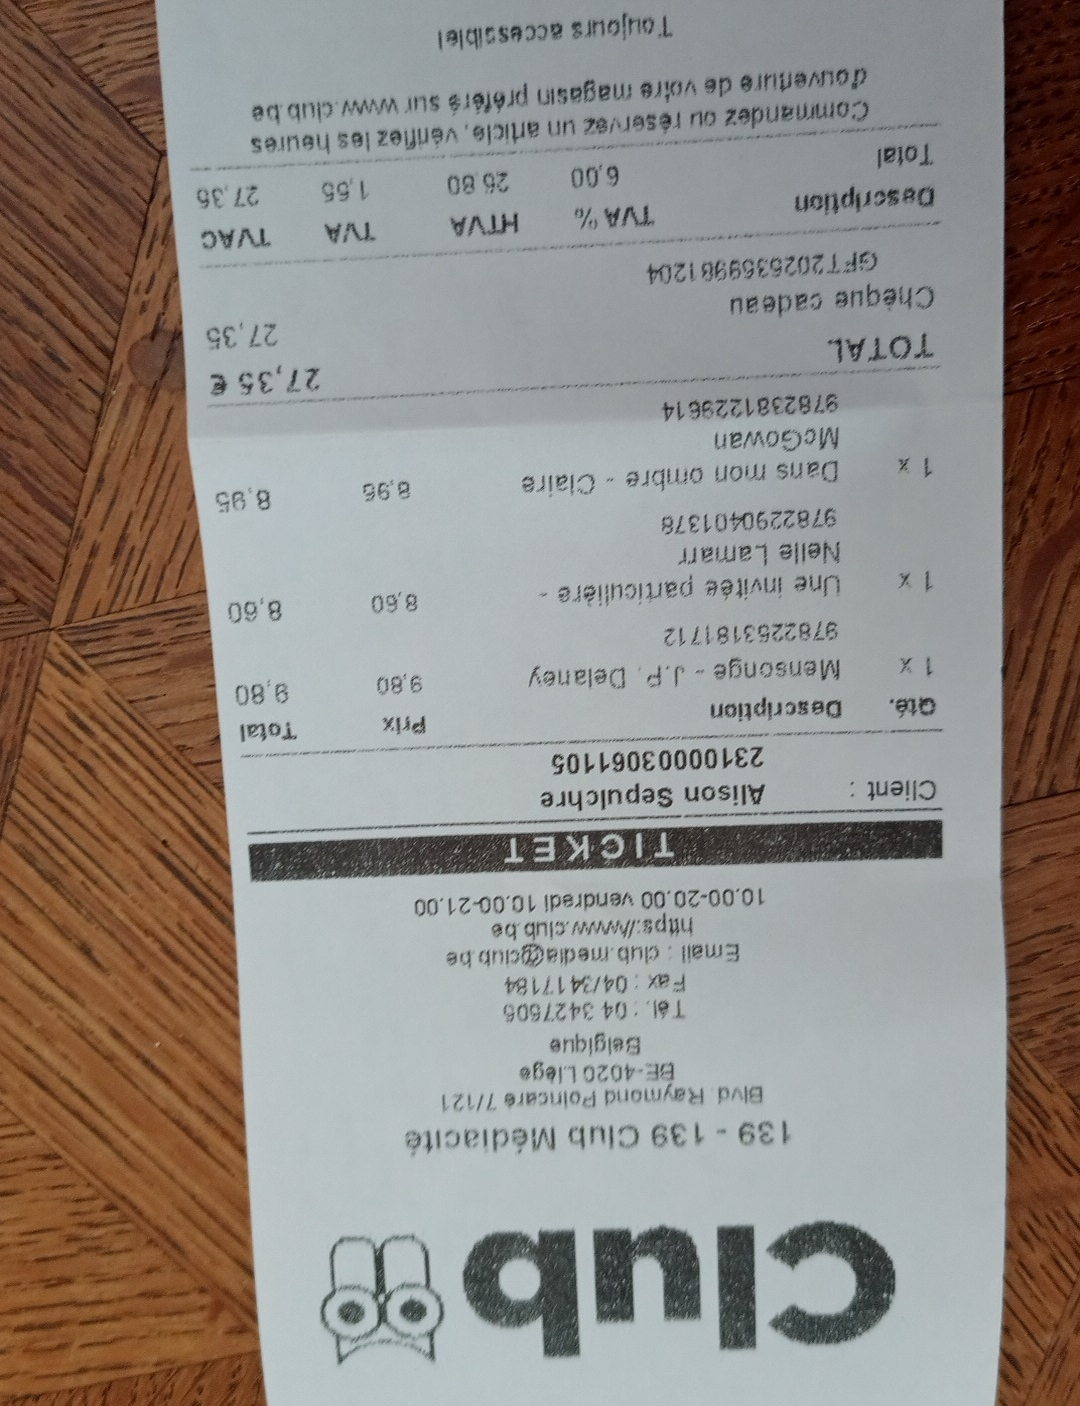 Club
139 - 139 Club Médiacité
Blvd. Raymond Poincaré 7/121
BE-4020 Liège
Belgique
Tél. : 04 3427505
Fax : 04/3417184
Email : club.media@club.be
https://www.club.be
10.00-20.00 vendredi 10.00-21.00
TICKET
Client : Alison Sepulchre
23100003061105
Qté. Description Prix Total
1 x Mensonge - J.P. Delaney 9,80 9,80
9782253181712
1 x Une invitée particulière - 8,60 8,60
Nelle Lamarr
9782290401378
1 x Dans mon ombre - Claire 8,95 8,95
McGowan
9782381229614
TOTAL 27,35 €
Chèque cadeau 27,35
GFT2025359981204
Description TVA % HTVA TVA TVAC
Total 6,00 25.80 1,55 27,35
Commandez ou réservez un article, vérifiez les heures
d'ouverture de votre magasin préféré sur www.club.be
Toujours accessible!